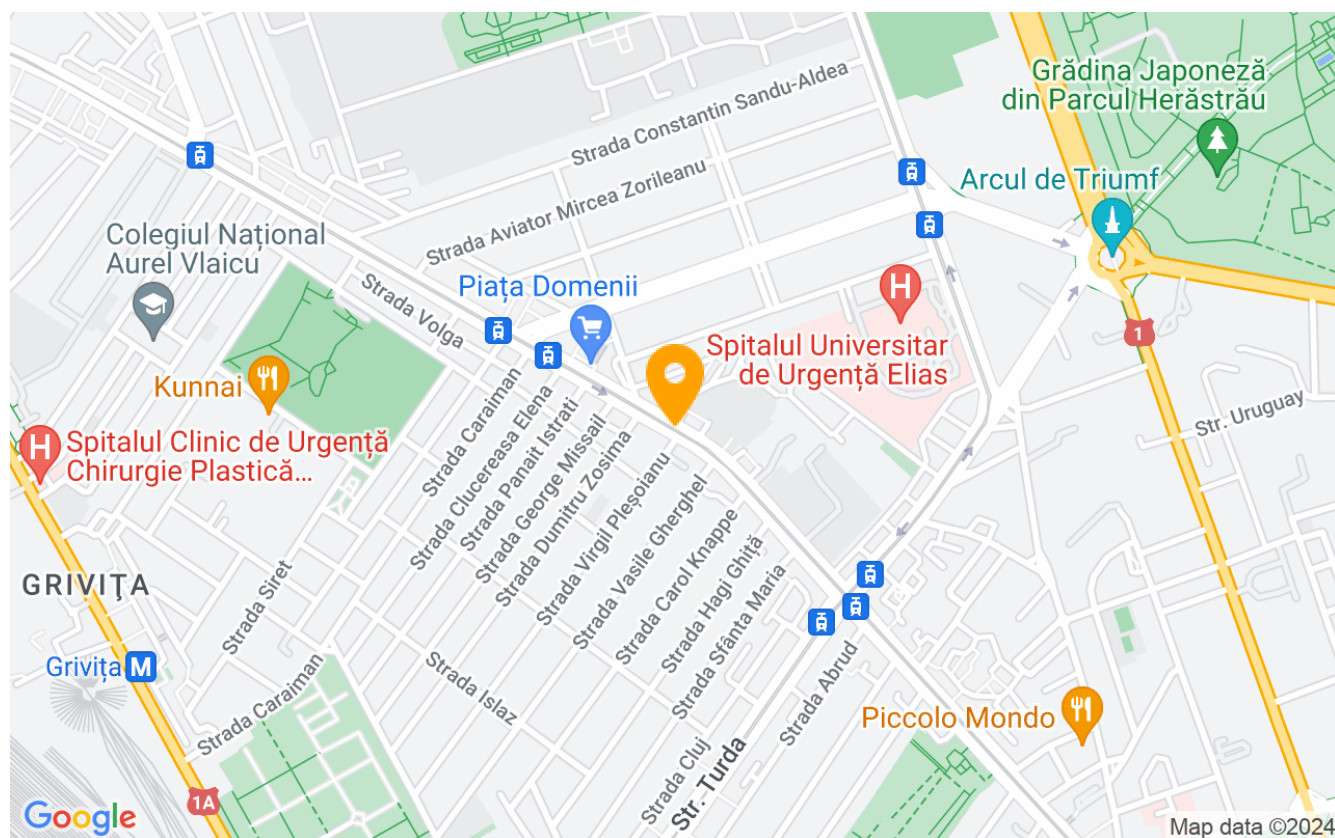 Grădina Japoneză
din Parcul Herăstrău
Strada Constantin Sandu-Aldea
Strada Aviator Mircea Zorileanu
Arcul de Triumf
Colegiul Național
Aurel Vlaicu
Piața Domenii
Strada Volga
H
Spitalul Universitar
de Urgență Elias
1
Kunnai
Str. Uruguay
H
Spitalul Clinic de Urgență
Chirurgie Plastică...
Strada Caraiman
Strada Clucereasa Elena
Strada Panait Istrati
Strada George Missail
Strada Dumitru Zosima
Strada Virgil Pleșoianu
Strada Vasile Gherghel
Strada Carol Knappe
Strada Hagi Ghiță
Strada Sfânta Maria
GRIVIȚA
Strada Siret
Grivița
M
Strada Caraiman
Strada Islaz
Strada Abrud
Piccolo Mondo
Strada Cluj
Str. Turda
1A
Google
Map data ©2024